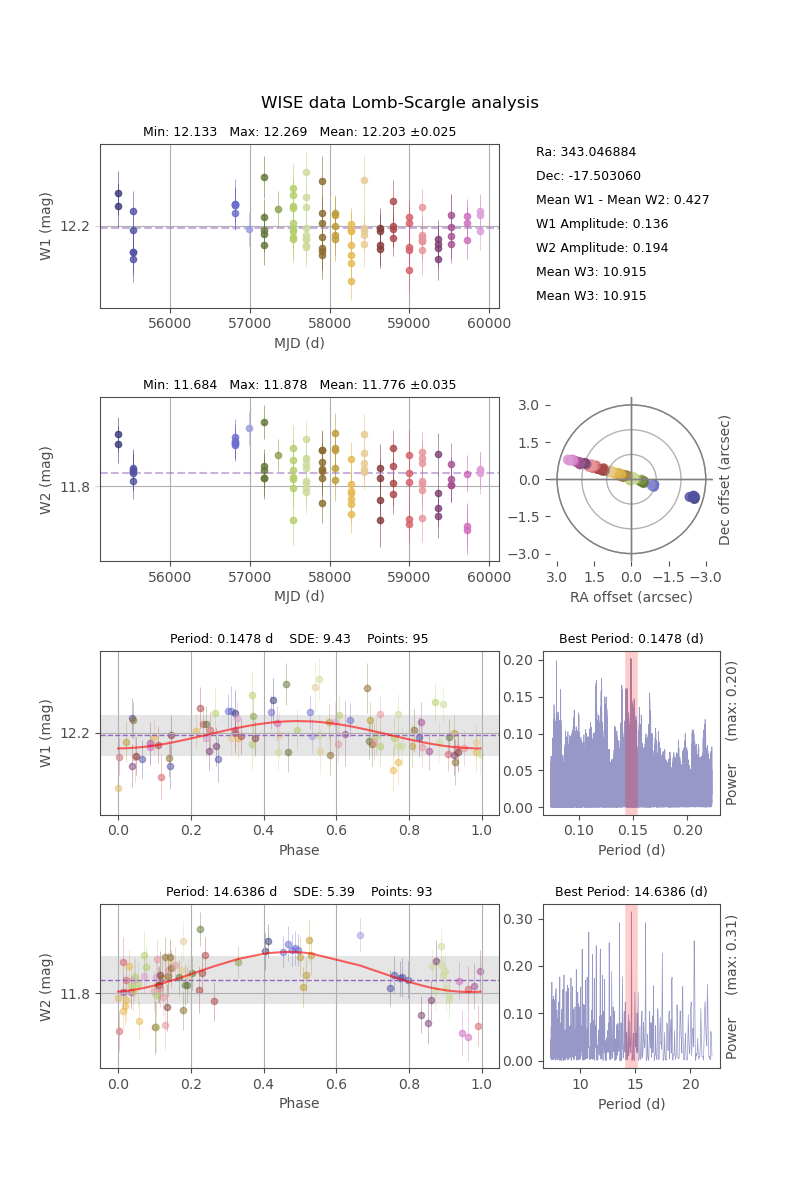 WISE data Lomb-Scargle analysis
Min: 12.133   Max: 12.269   Mean: 12.203 ±0.025
W1 (mag)
12.2
56000 57000 58000 59000 60000
MJD (d)
Ra: 343.046884
Dec: -17.503060
Mean W1 - Mean W2: 0.427
W1 Amplitude: 0.136
W2 Amplitude: 0.194
Mean W3: 10.915
Mean W3: 10.915
Min: 11.684   Max: 11.878   Mean: 11.776 ±0.035
W2 (mag)
11.8
56000 57000 58000 59000 60000
MJD (d)
3.0
1.5
0.0
−1.5
−3.0
3.0 1.5 0.0 −1.5 −3.0
RA offset (arcsec)
Dec offset (arcsec)
Period: 0.1478 d    SDE: 9.43    Points: 95
W1 (mag)
12.2
0.0 0.2 0.4 0.6 0.8 1.0
Phase
Best Period: 0.1478 (d)
0.20
0.15
0.10
0.05
0.00
0.10 0.15 0.20
Period (d)
Power     (max: 0.20)
Period: 14.6386 d    SDE: 5.39    Points: 93
W2 (mag)
11.8
0.0 0.2 0.4 0.6 0.8 1.0
Phase
Best Period: 14.6386 (d)
0.30
0.20
0.10
0.00
10 15 20
Period (d)
Power     (max: 0.31)